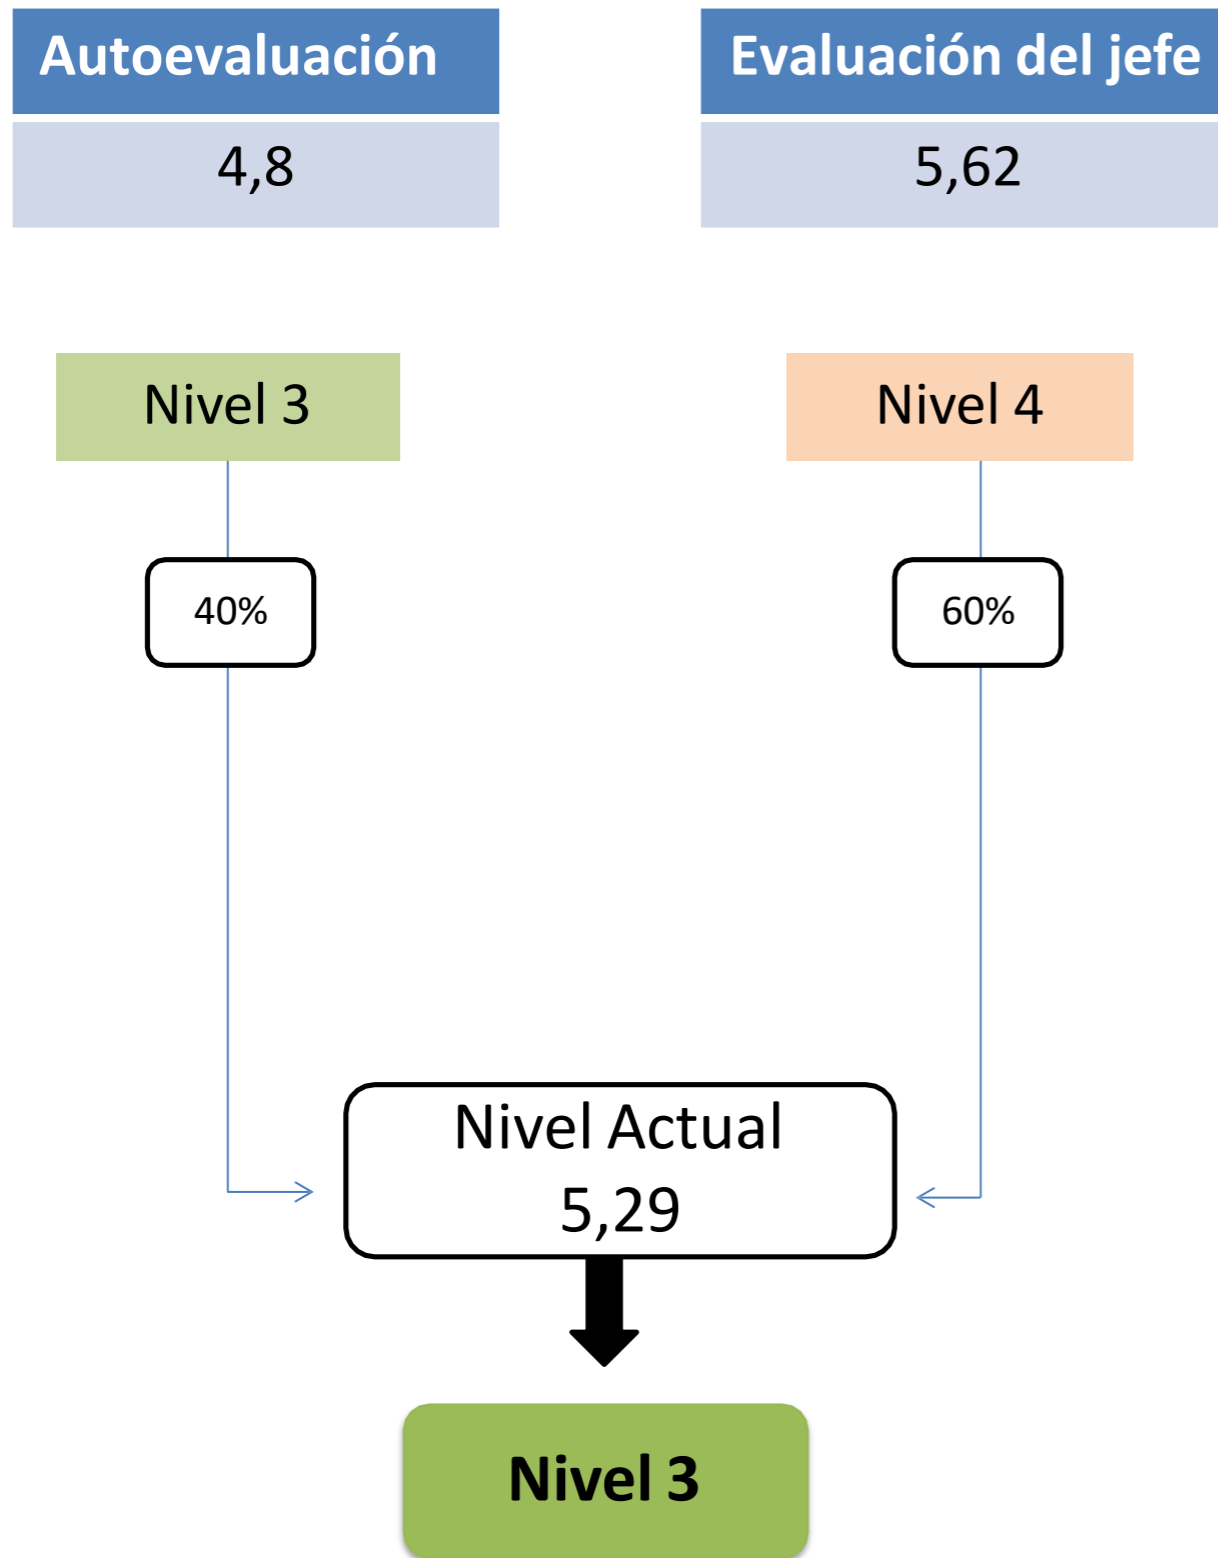 Autoevaluación
Evaluación del jefe
4,8
5,62
Nivel 3
Nivel 4
40%
60%
Nivel Actual
5,29
Nivel 3